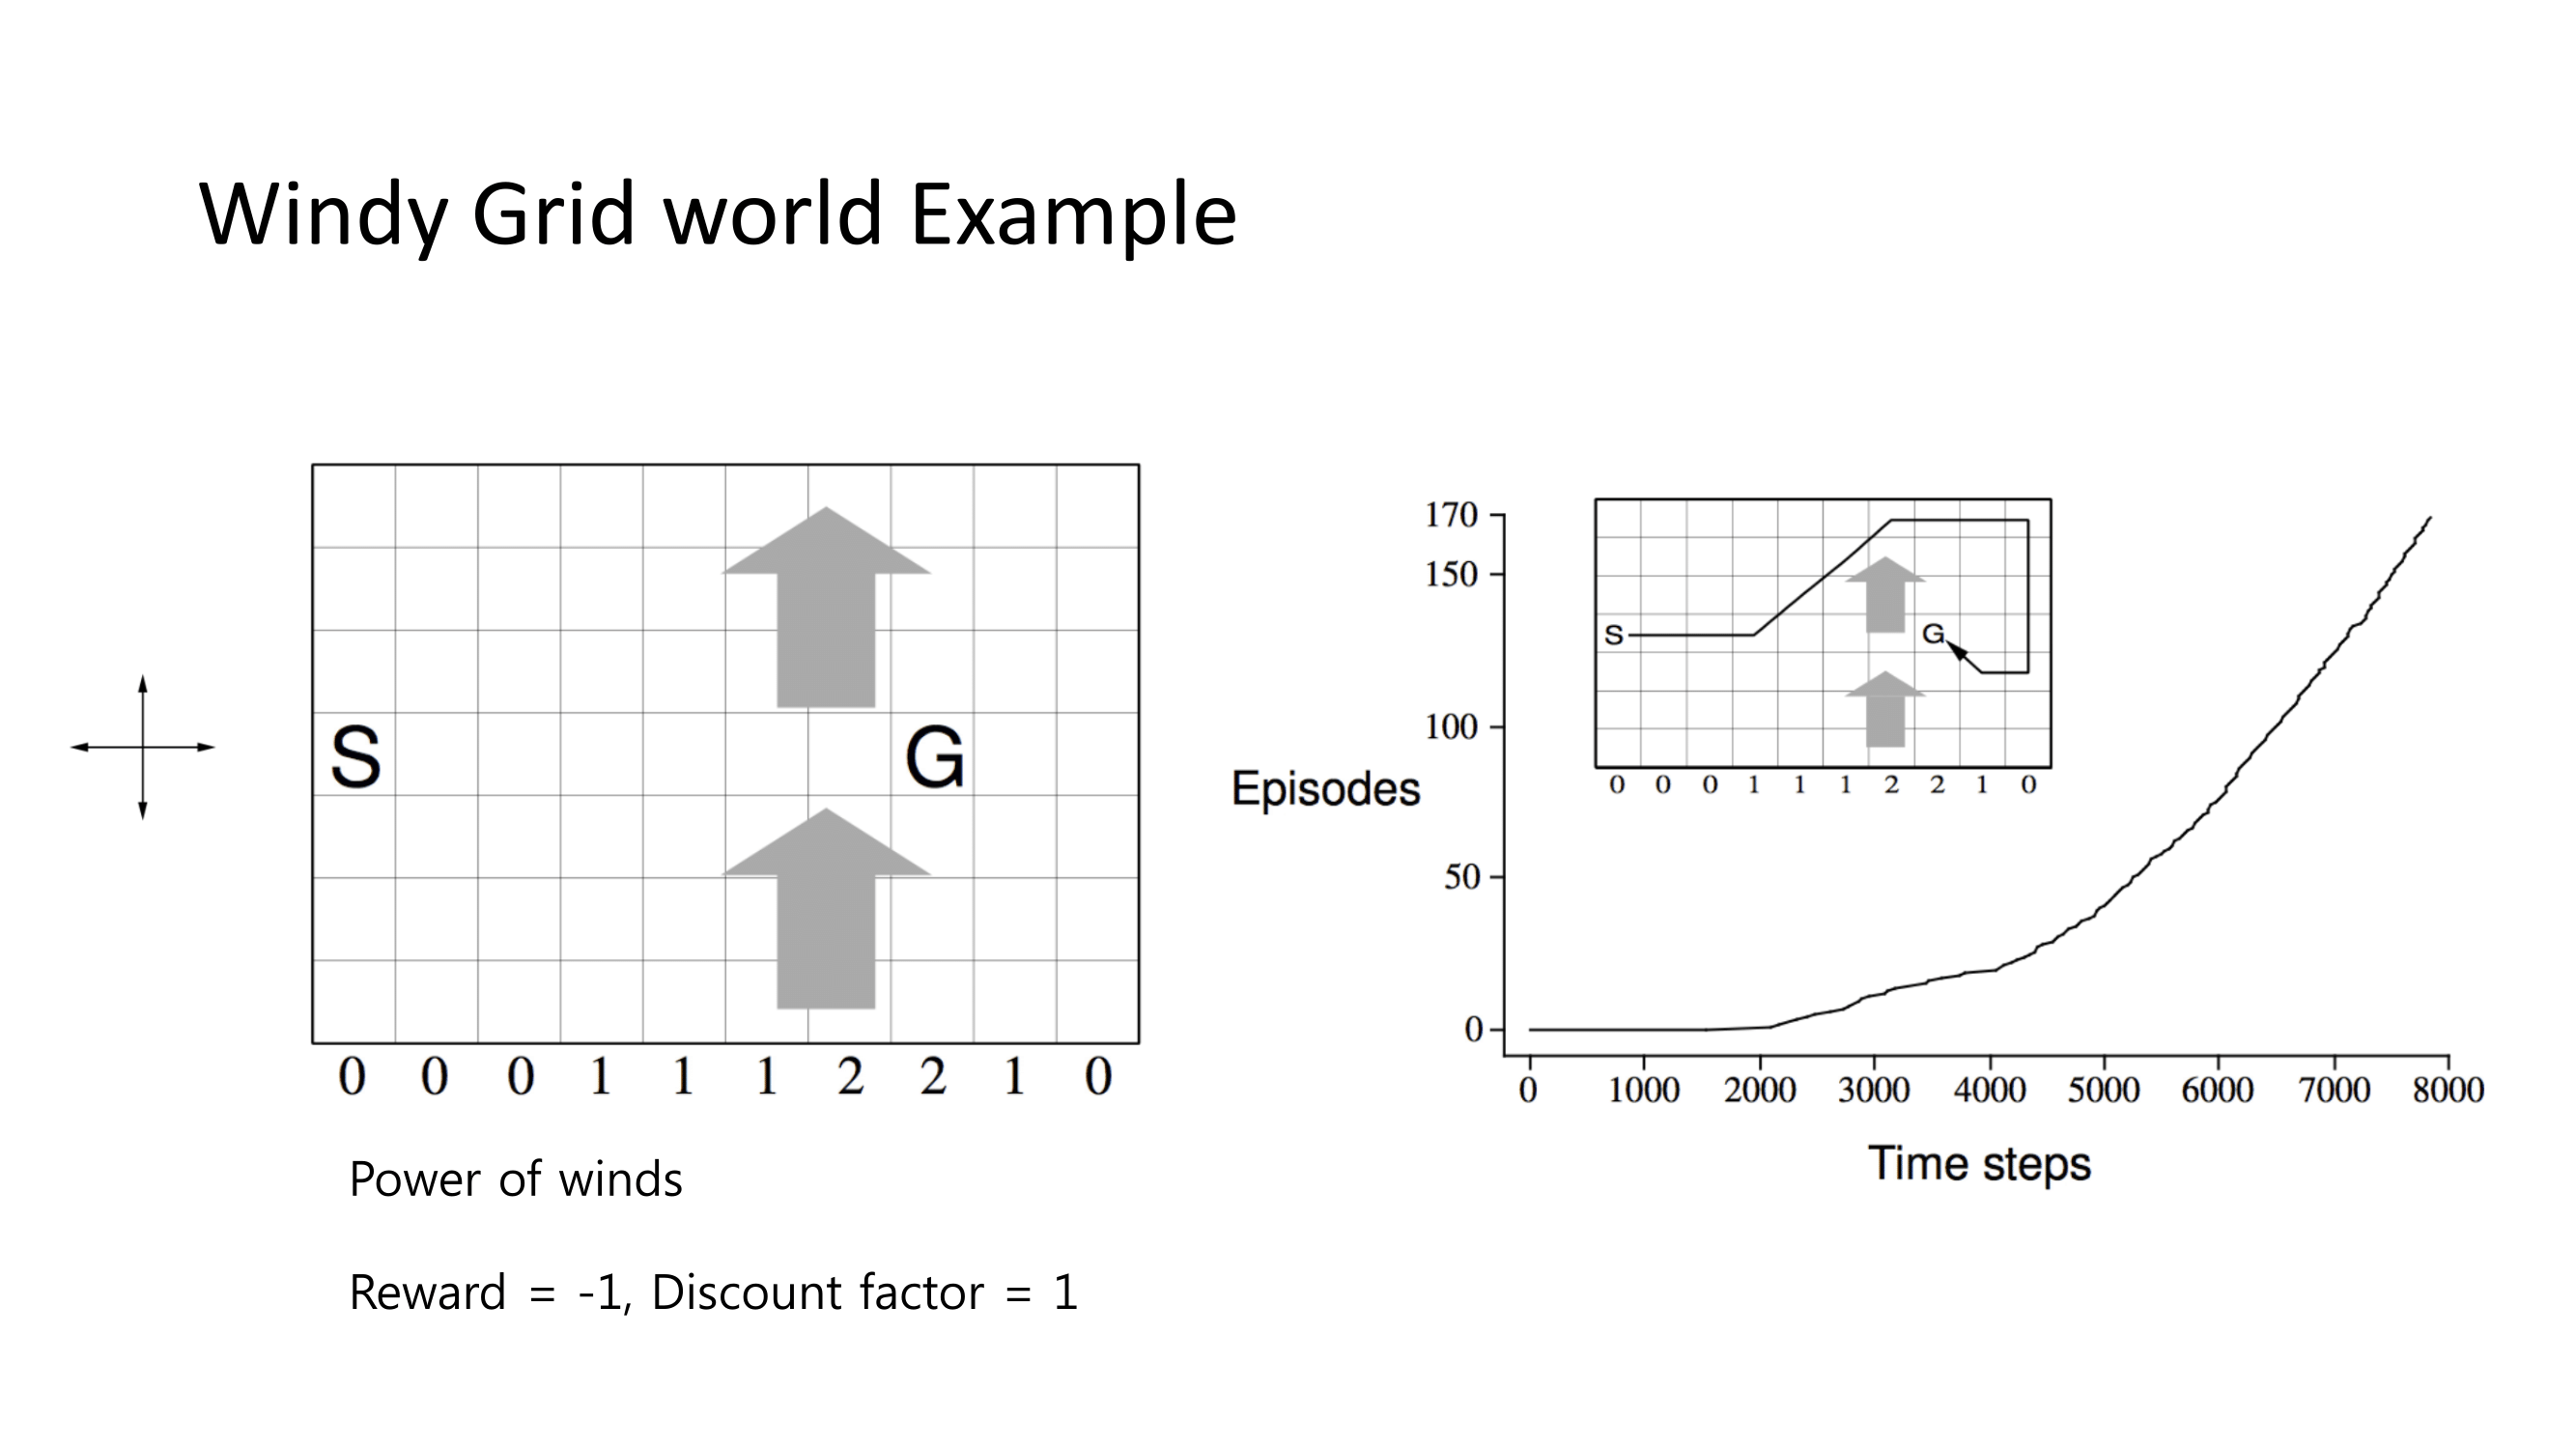 Windy Grid world Example
S
G
0 0 0 1 1 1 2 2 1 0
Power of winds
Reward = -1, Discount factor = 1
170
150
100
50
0
Episodes
S
G
0 0 0 1 1 1 2 2 1 0
0 1000 2000 3000 4000 5000 6000 7000 8000
Time steps